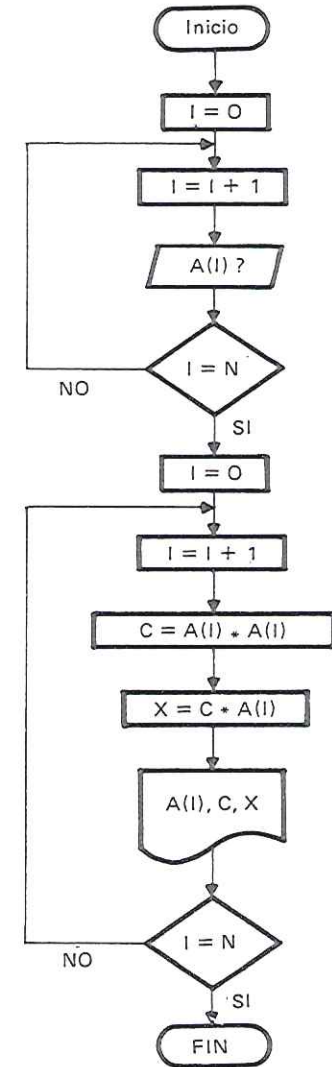 Inicio
I = 0
I = I + 1
A(I) ?
I = N
NO
SI
I = 0
I = I + 1
C = A(I) * A(I)
X = C * A(I)
A(I), C, X
I = N
NO
SI
FIN